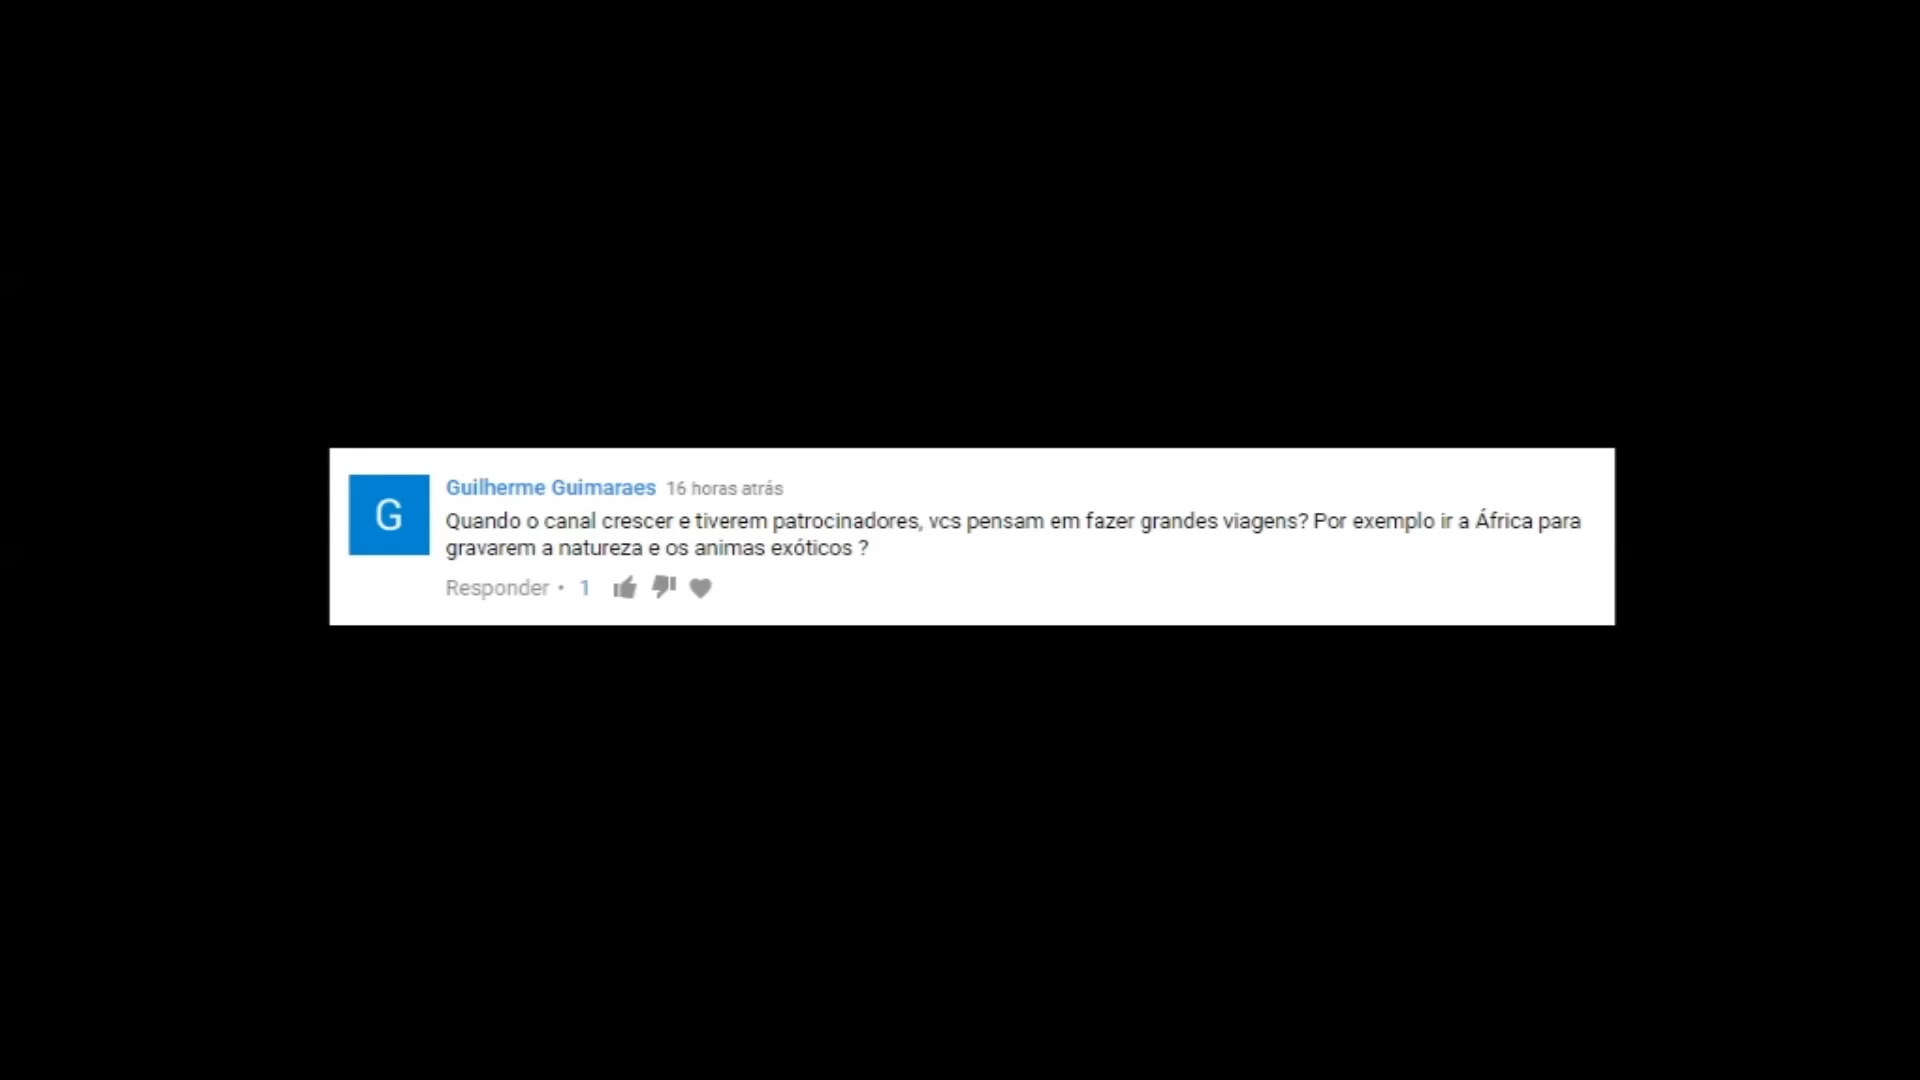 G
Guilherme Guimaraes 16 horas atrás
Quando o canal crescer e tiverem patrocinadores, vcs pensam em fazer grandes viagens? Por exemplo ir a África para
gravarem a natureza e os animas exóticos ?
Responder • 1